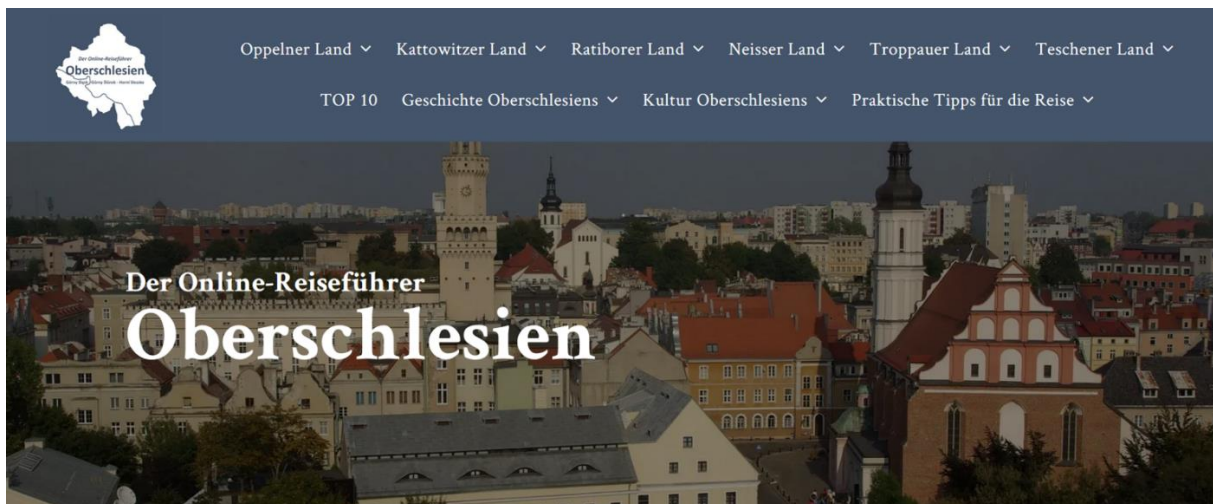 Der Online-Reiseführer
Oberschlesien
Oppelner Land
Kattowitzer Land
Ratiborer Land
Neisser Land
Troppauer Land
Teschener Land
TOP 10
Geschichte Oberschlesiens
Kultur Oberschlesiens
Praktische Tipps für die Reise
Der Online-Reiseführer
Oberschlesien